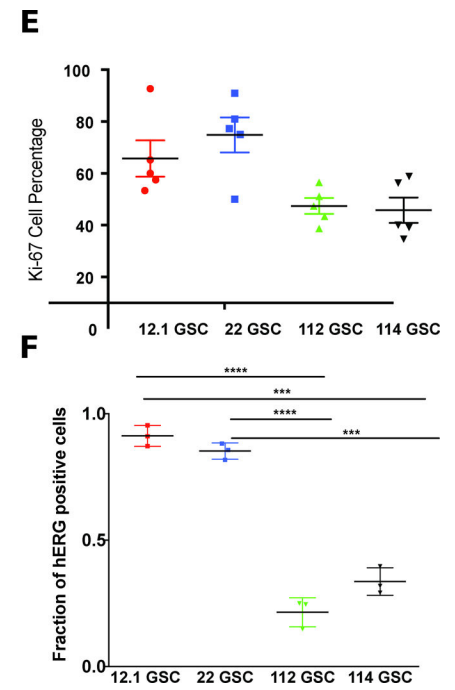 E
100
80
60
40
20
0
Ki-67 Cell Percentage
12.1 GSC 22 GSC 112 GSC 114 GSC
F
****
***
****
***
1.0
0.5
0.0
Fraction of hERG positive cells
12.1 GSC 22 GSC 112 GSC 114 GSC